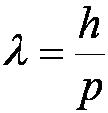 λ = h/p